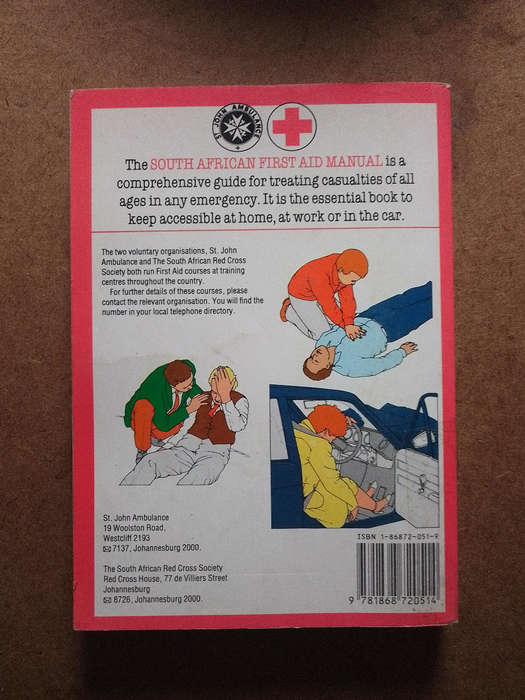 ST JOHN AMBULANCE
The SOUTH AFRICAN FIRST AID MANUAL is a
comprehensive guide for treating casualties of all
ages in any emergency. It is the essential book to
keep accessible at home, at work or in the car.
The two voluntary organisations, St. John
Ambulance and The South African Red Cross
Society both run First Aid courses at training
centres throughout the country.
For further details of these courses, please
contact the relevant organisation. You will find the
number in your local telephone directory.
St. John Ambulance
19 Woolston Road,
Westcliff 2193
✉ 7137, Johannesburg 2000.
The South African Red Cross Society
Red Cross House, 77 de Villiers Street
Johannesburg
✉ 8726, Johannesburg 2000.
ISBN 1-86872-051-9
9 781868 720514